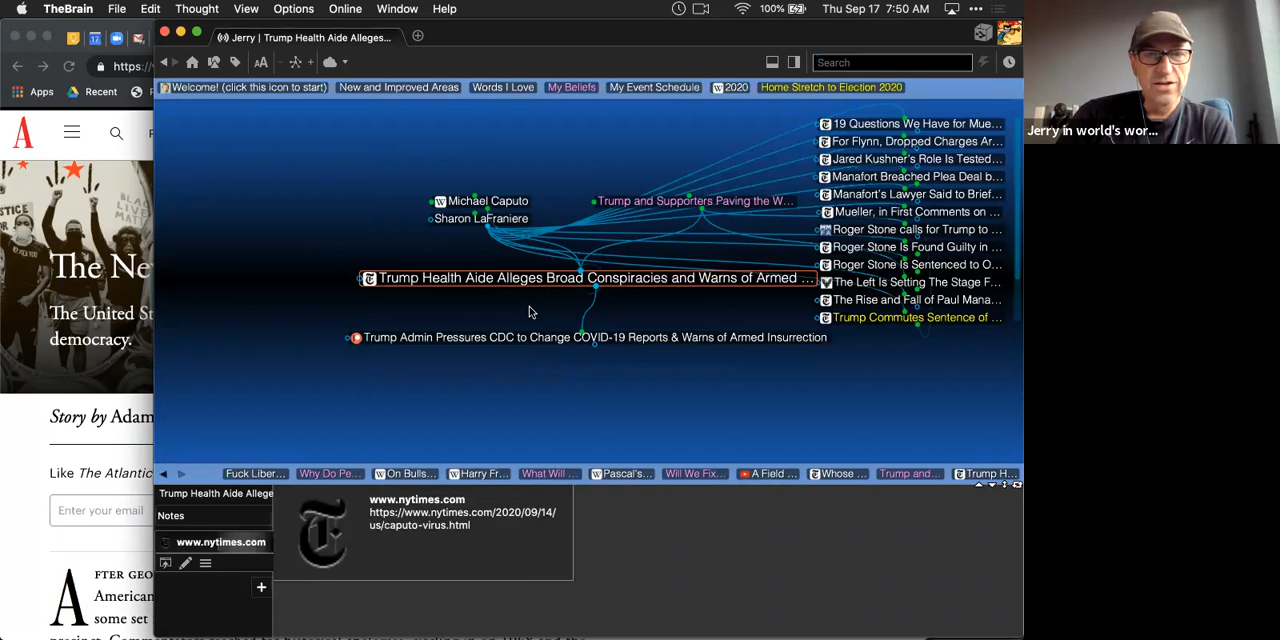 TheBrain File Edit Thought View Options Online Window Help 100% Thu Sep 17 7:50 AM
Jerry | Trump Health Aide Alleges...
https://w
AA
Search
Apps Recent
Welcome! (click this icon to start) New and Improved Areas Words I Love My Beliefs My Event Schedule W 2020 Home Stretch to Election 2020
A
19 Questions We Have for Mue...
For Flynn, Dropped Charges Ar...
Jared Kushner's Role Is Tested...
Manafort Breached Plea Deal b...
Manafort's Lawyer Said to Brief...
Mueller, in First Comments on ...
Roger Stone calls for Trump to ...
Roger Stone Is Found Guilty in ...
Roger Stone Is Sentenced to O...
The Left Is Setting The Stage F...
The Rise and Fall of Paul Mana...
Trump Commutes Sentence of ...
Jerry in world's wor...
W Michael Caputo
Sharon LaFraniere
Trump and Supporters Paving the W...
Trump Health Aide Alleges Broad Conspiracies and Warns of Armed ...
Trump Admin Pressures CDC to Change COVID-19 Reports & Warns of Armed Insurrection
JUSTICE
The Ne
The United St
democracy.
Story by Adam
Like The Atlantic
Enter your email
AFTER GEO
American
some set
Fuck Liber... Why Do Pe... W On Bulls... W Harry Fr... What Will ... W Pascal's... Will We Fix... A Field ... Whose ... Trump and... Trump H...
Trump Health Aide Allege
Notes
www.nytimes.com
www.nytimes.com
https://www.nytimes.com/2020/09/14/
us/caputo-virus.html